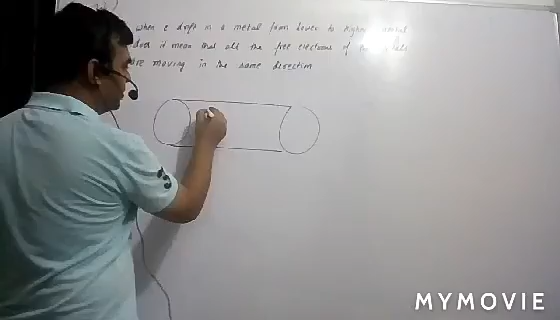 when e drift in a metal from lower to higher
does it mean that all the free electrons of
are moving in the same direction
MYMOVIE